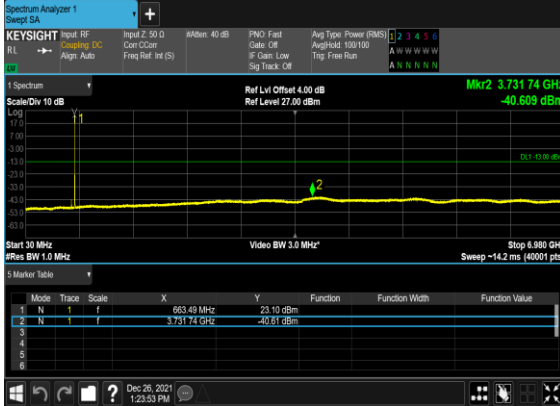 Spectrum Analyzer 1
Swept SA
+
KEYSIGHT
RL
Input: RF
Coupling: DC
Align: Auto
Input Z: 50 Ω
Corr CCorr
Freq Ref: Int (S)
#Atten: 40 dB
PNO: Fast
Gate: Off
IF Gain: Low
Sig Track: Off
Avg Type: Power (RMS)
Avg|Hold: 100/100
Trig: Free Run
1 2 3 4 5 6
A W W W W W
A N N N N N
1 Spectrum
Scale/Div 10 dB
Ref Lvl Offset 4.00 dB
Ref Level 27.00 dBm
Mkr2 3.731 74 GHz
-40.609 dBm
Log
17.0
7.00
-3.00
-13.0
-23.0
-33.0
-43.0
-53.0
-63.0
1
2
DL1 -13.00 dBm
Start 30 MHz
#Res BW 1.0 MHz
Video BW 3.0 MHz*
Stop 6.980 GH
Sweep ~14.2 ms (40001 pts
5 Marker Table
Mode Trace Scale X Y Function Function Width Function Value
1 N 1 f 663.49 MHz 23.10 dBm
2 N 1 f 3.731 74 GHz -40.61 dBm
3
4
5
6
?
Dec 26, 2021
1:23:53 PM